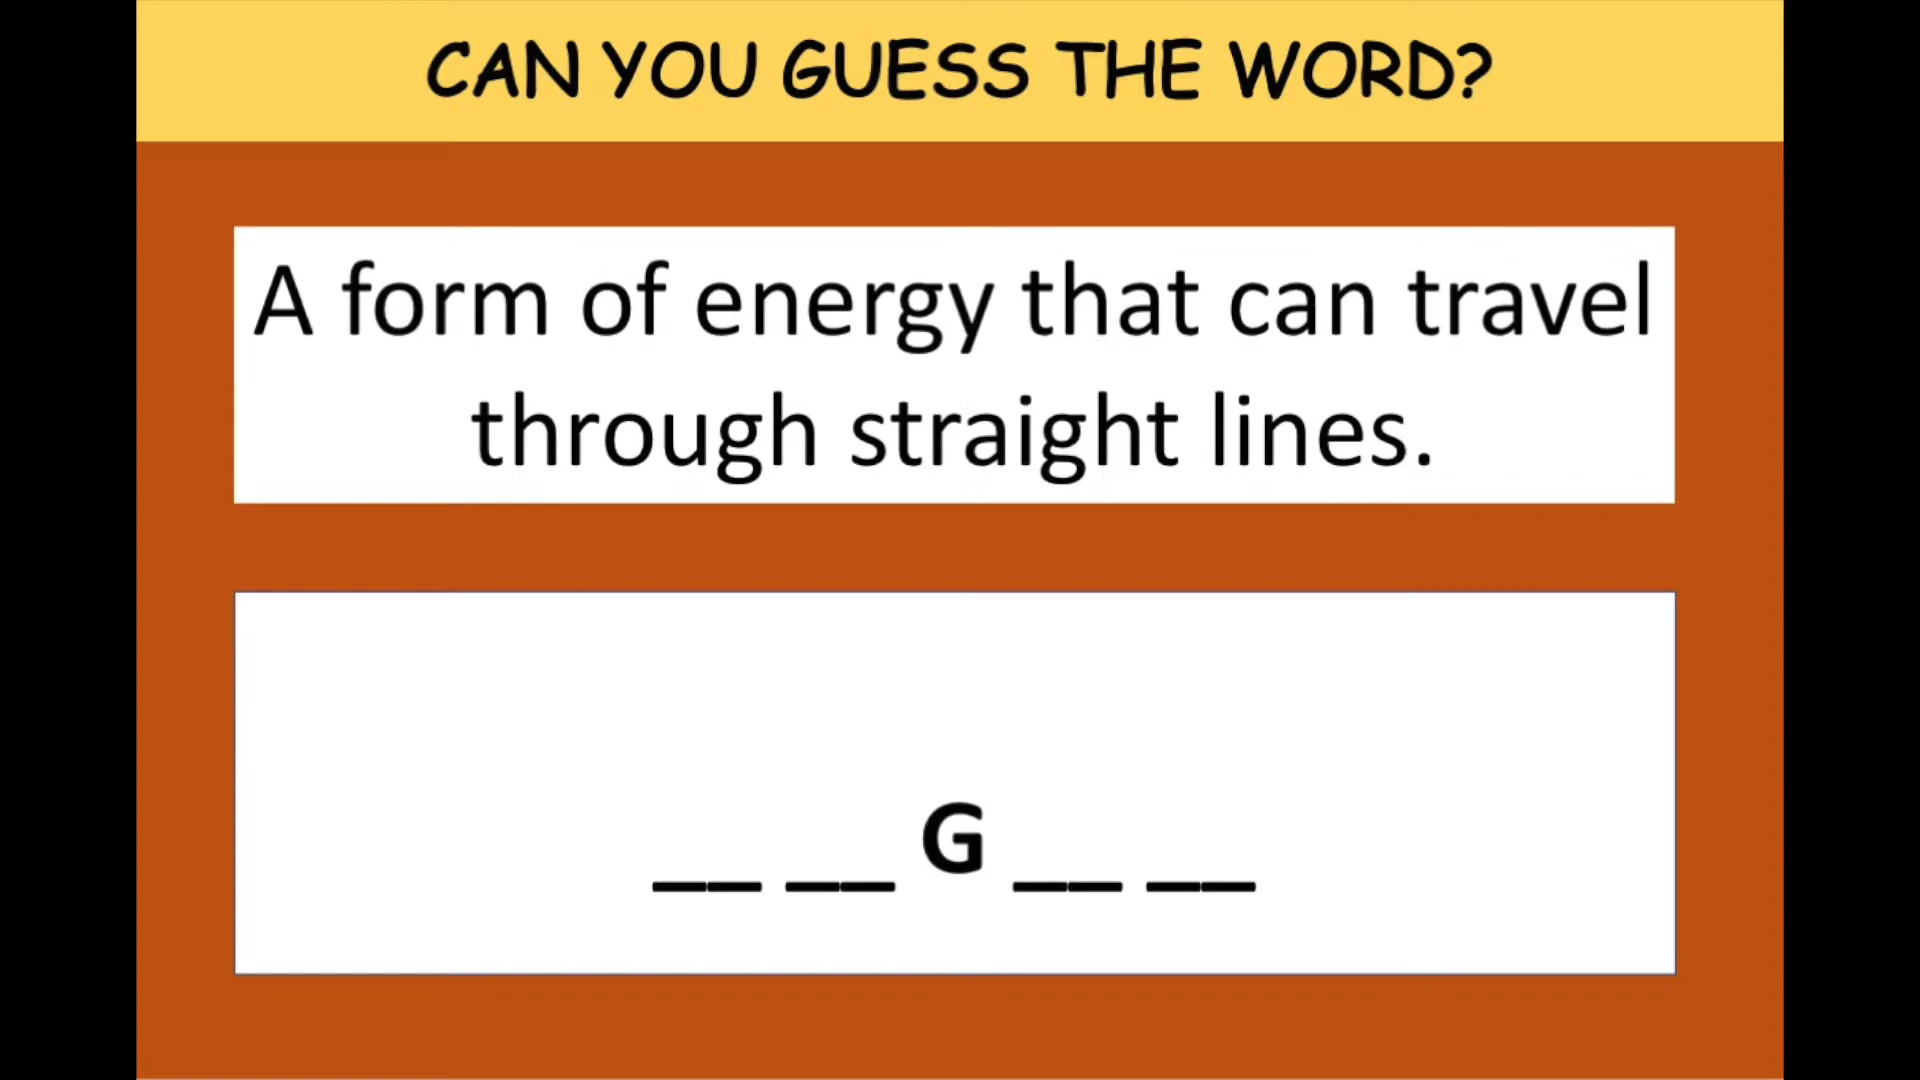 CAN YOU GUESS THE WORD?
A form of energy that can travel
through straight lines.
__ __ G __ __